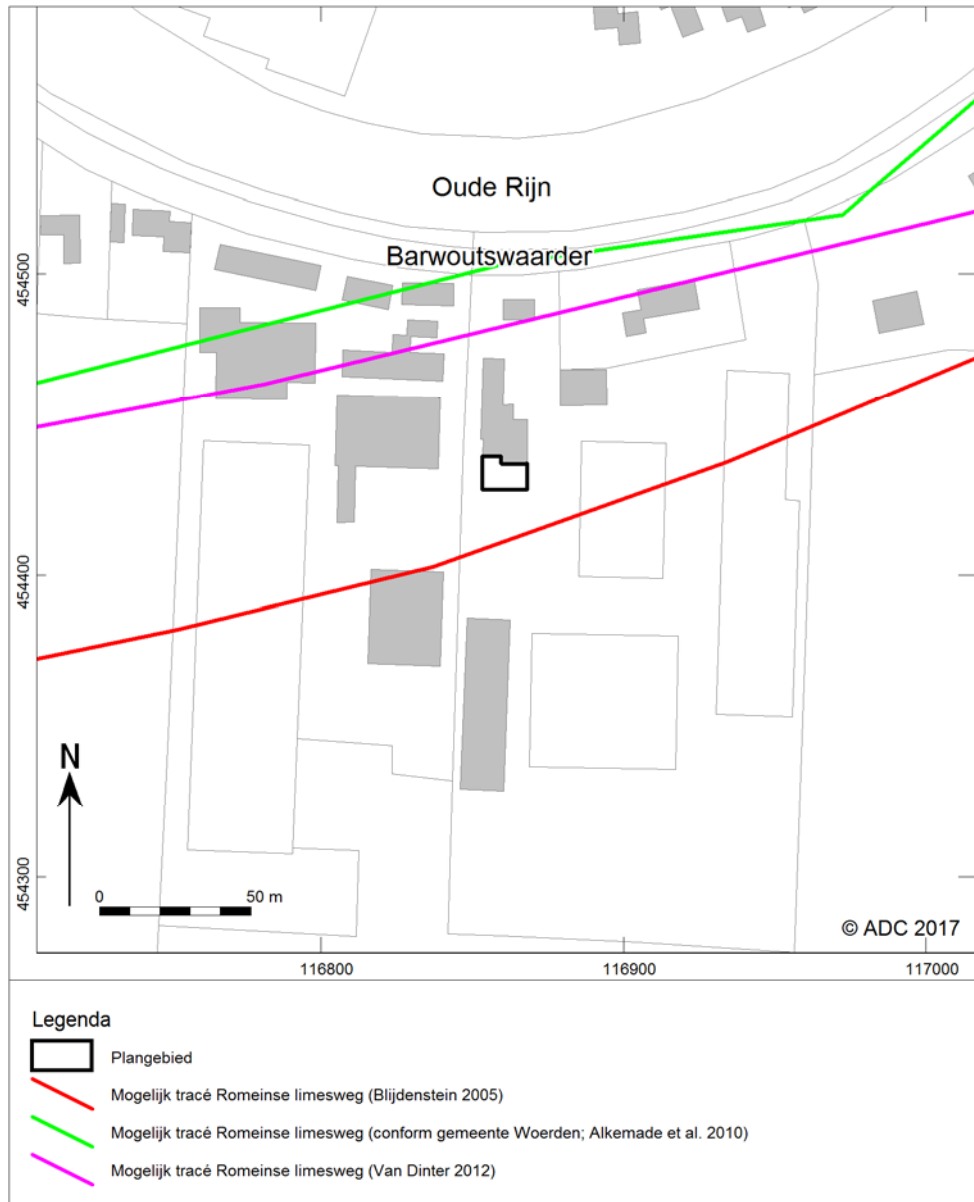 Oude Rijn
Barwoutswaarder
454500
454400
454300
N
0 50 m
© ADC 2017
116800 116900 117000
Legenda
Plangebied
Mogelijk tracé Romeinse limesweg (Blijdenstein 2005)
Mogelijk tracé Romeinse limesweg (conform gemeente Woerden; Alkemade et al. 2010)
Mogelijk tracé Romeinse limesweg (Van Dinter 2012)